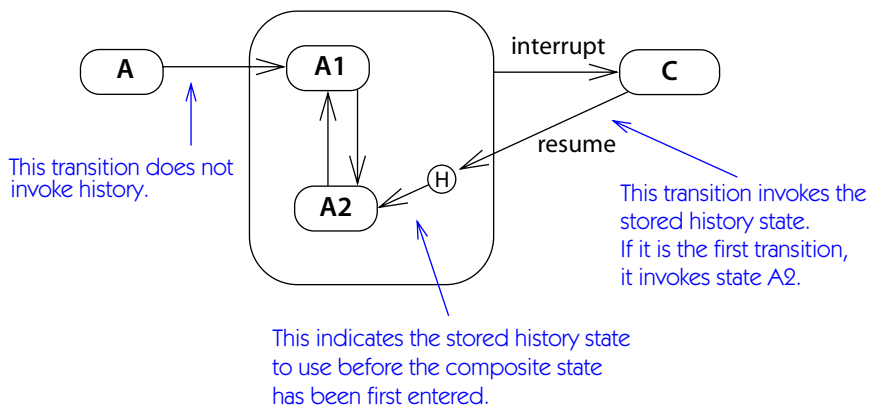 interrupt
A
A1
C
resume
H
A2
This transition does not
invoke history.
This transition invokes the
stored history state.
If it is the first transition,
it invokes state A2.
This indicates the stored history state
to use before the composite state
has been first entered.